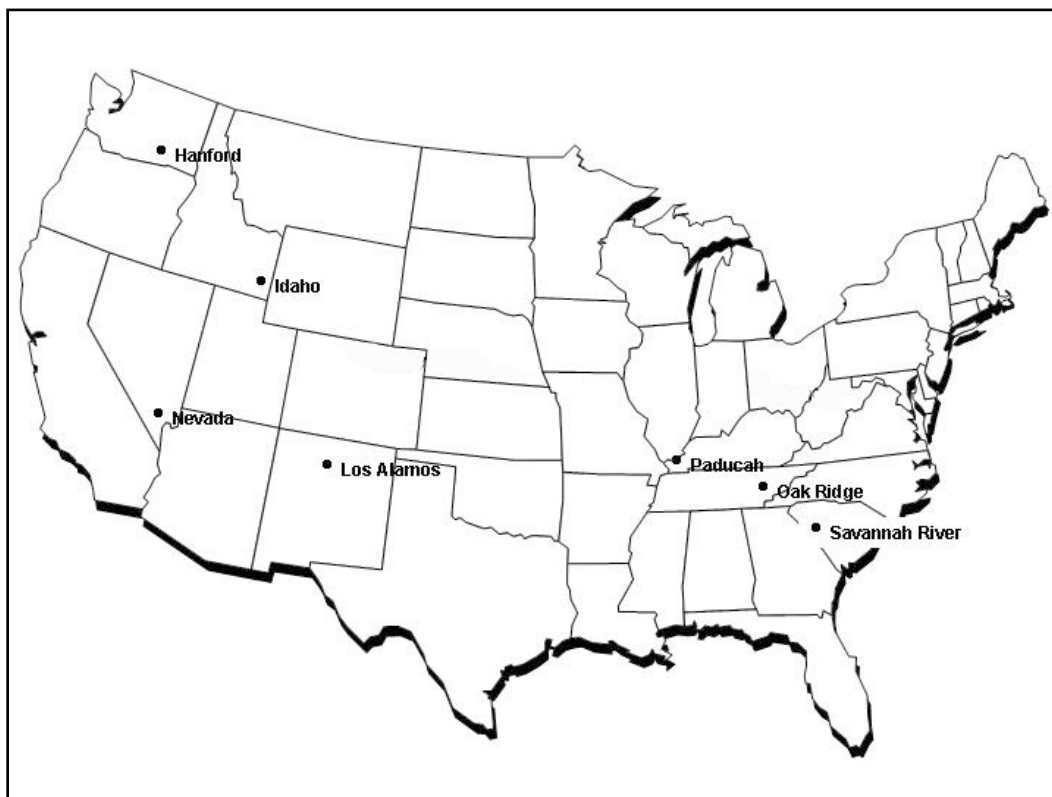 Hanford
Idaho
Nevada
Los Alamos
Paducah
Oak Ridge
Savannah River